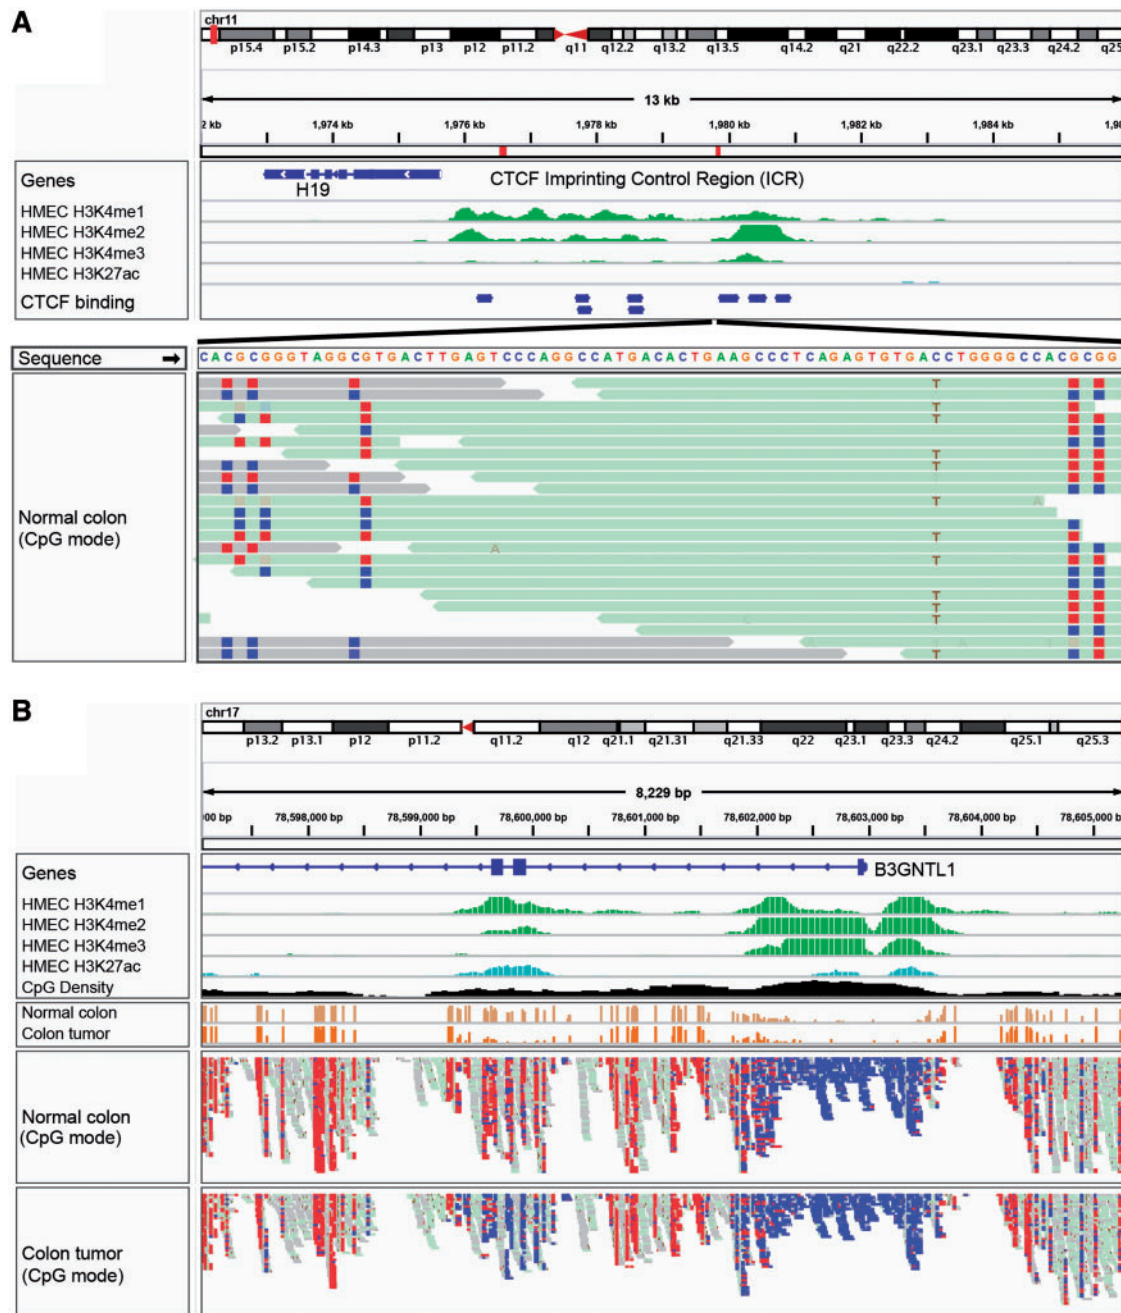 A
chr11
p15.4 p15.2 p14.3 p13 p12 p11.2 q11 q12.2 q13.2 q13.5 q14.2 q21 q22.2 q23.1 q23.3 q24.2 q25
13 kb
2 kb 1,974 kb 1,976 kb 1,978 kb 1,980 kb 1,982 kb 1,984 kb 1,98
Genes
H19
CTCF Imprinting Control Region (ICR)
HMEC H3K4me1
HMEC H3K4me2
HMEC H3K4me3
HMEC H3K27ac
CTCF binding
Sequence
CACGCGGGTAGGCGTGACTTGAGTCCCAGGCCATGACACTGAAGCCCTCAGAGTGTGACCTGGGGCCACGCGG
Normal colon
(CpG mode)
T
T
T
T
T
T
A
T
T
A
T
T
T
T
C
T
A
T
B
chr17
p13.2 p13.1 p12 p11.2 q11.2 q12 q21.1 q21.31 q21.33 q22 q23.1 q23.3 q24.2 q25.1 q25.3
8,229 bp
000 bp 78,598,000 bp 78,599,000 bp 78,600,000 bp 78,601,000 bp 78,602,000 bp 78,603,000 bp 78,604,000 bp 78,605,000 bp
Genes
B3GNTL1
HMEC H3K4me1
HMEC H3K4me2
HMEC H3K4me3
HMEC H3K27ac
CpG Density
Normal colon
Colon tumor
Normal colon
(CpG mode)
Colon tumor
(CpG mode)